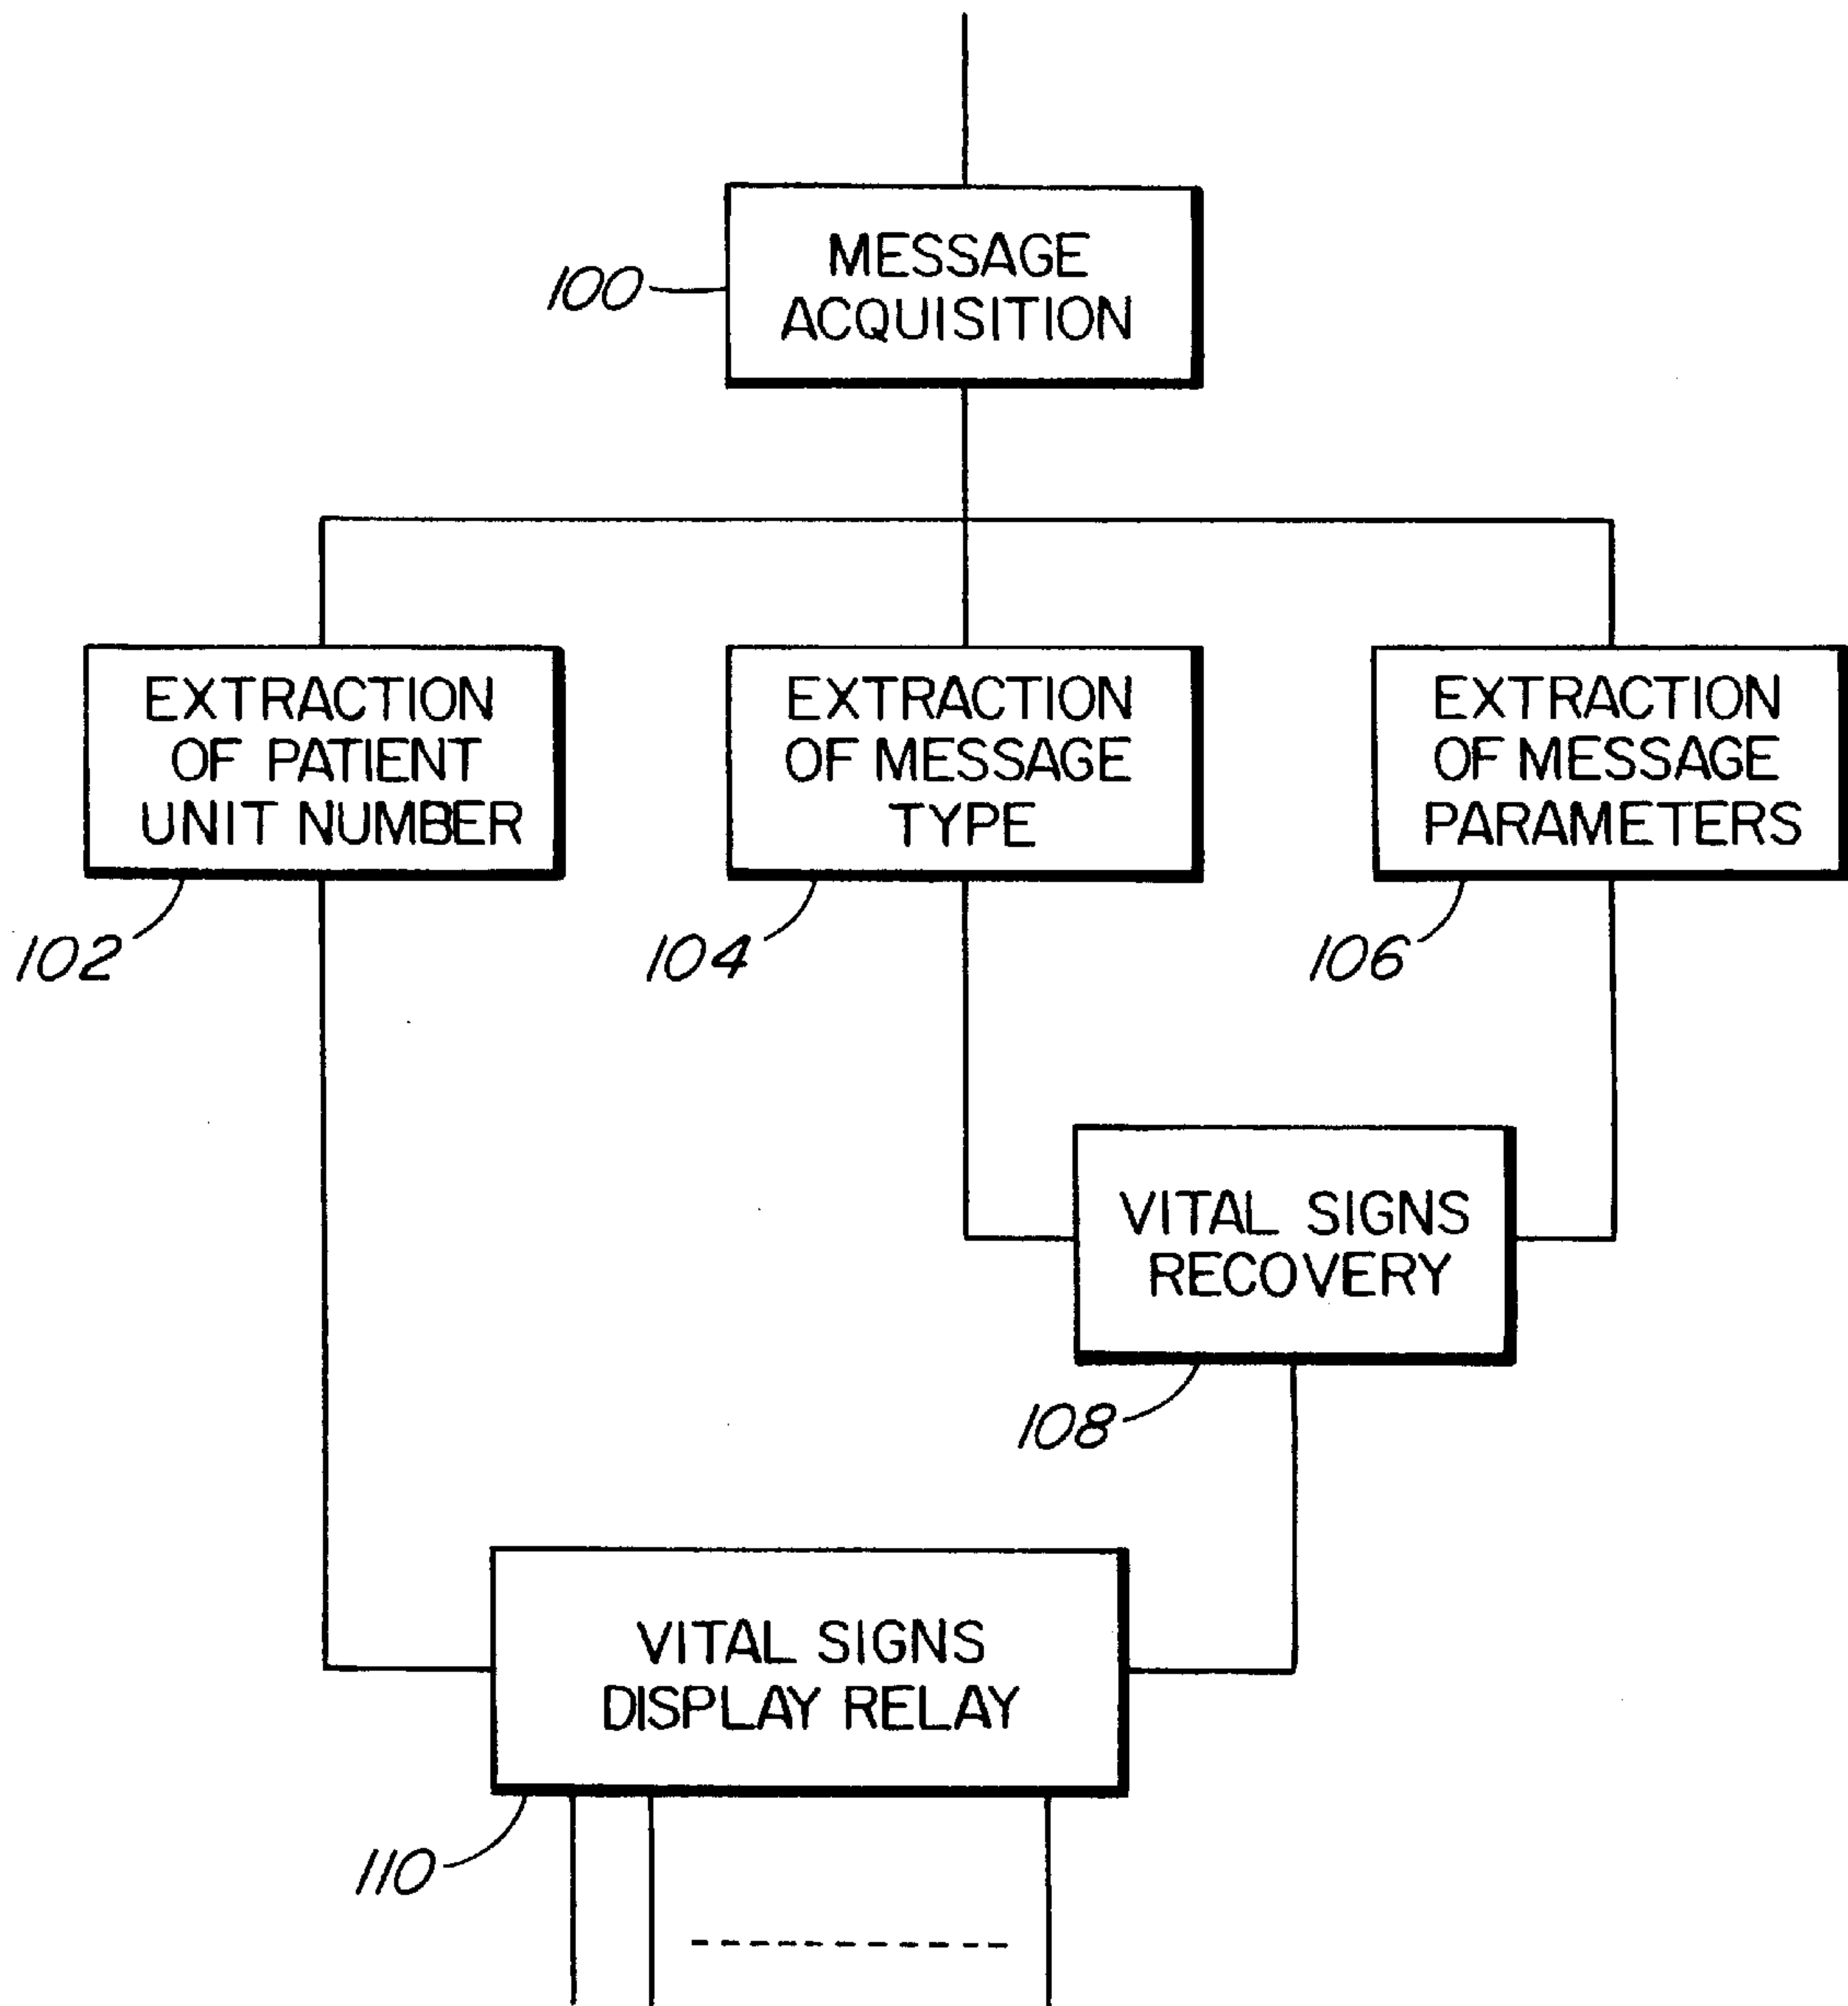 MESSAGE
ACQUISITION
100
EXTRACTION
OF PATIENT
UNIT NUMBER
102
EXTRACTION
OF MESSAGE
TYPE
104
EXTRACTION
OF MESSAGE
PARAMETERS
106
VITAL SIGNS
RECOVERY
108
VITAL SIGNS
DISPLAY RELAY
110